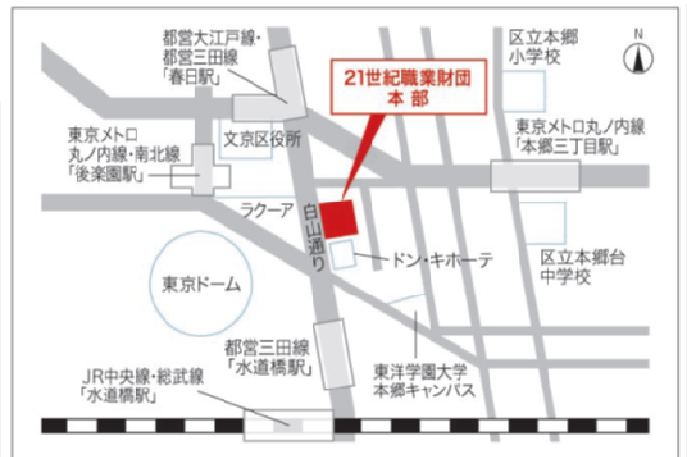 都営大江戸線・
都営三田線
「春日駅」
21世紀職業財団
本 部
区立本郷
小学校
N
東京メトロ
丸ノ内線・南北線
「後楽園駅」
文京区役所
東京メトロ丸ノ内線
「本郷三丁目駅」
ラクーア
白山通り
ドン・キホーテ
区立本郷台
中学校
東京ドーム
都営三田線
「水道橋駅」
東洋学園大学
本郷キャンパス
JR中央線・総武線
「水道橋駅」